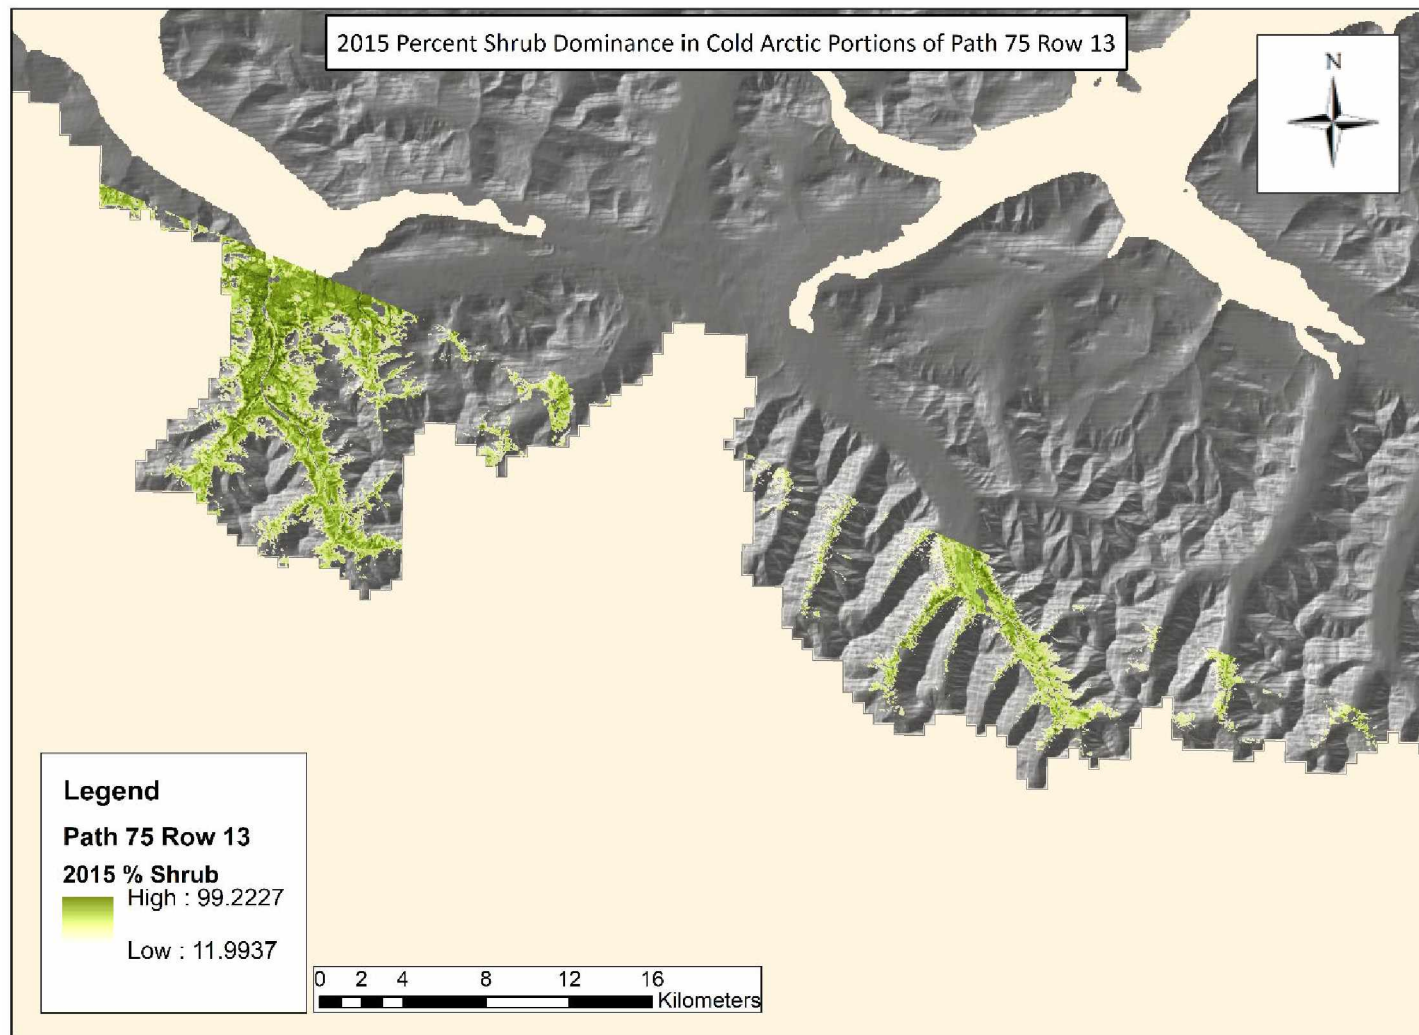 2015 Percent Shrub Dominance in Cold Arctic Portions of Path 75 Row 13
N
Legend
Path 75 Row 13
2015 % Shrub
High : 99.2227
Low : 11.9937
0 2 4 8 12 16
Kilometers